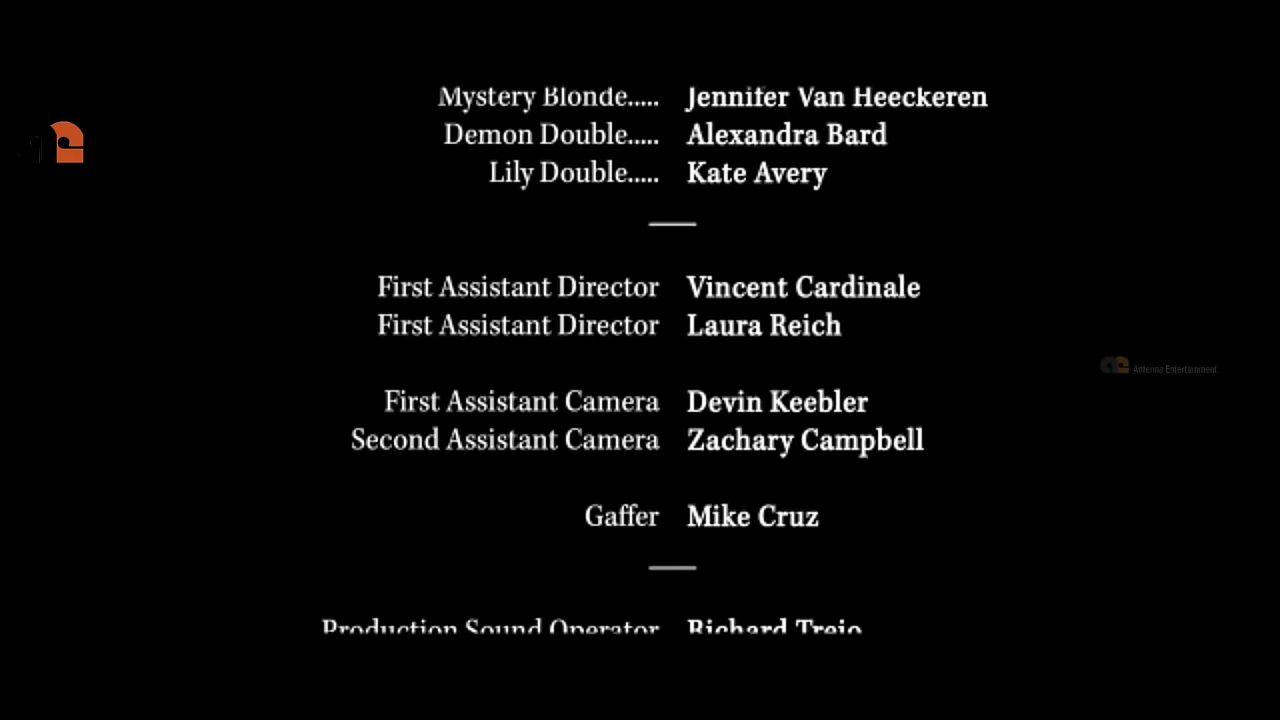 Mystery Blonde..... Jennifer Van Heeckeren
Demon Double..... Alexandra Bard
Lily Double..... Kate Avery
First Assistant Director Vincent Cardinale
First Assistant Director Laura Reich
First Assistant Camera Devin Keebler
Antenna Entertainment
Second Assistant Camera Zachary Campbell
Gaffer Mike Cruz
Production Sound Operator Richard Trejo